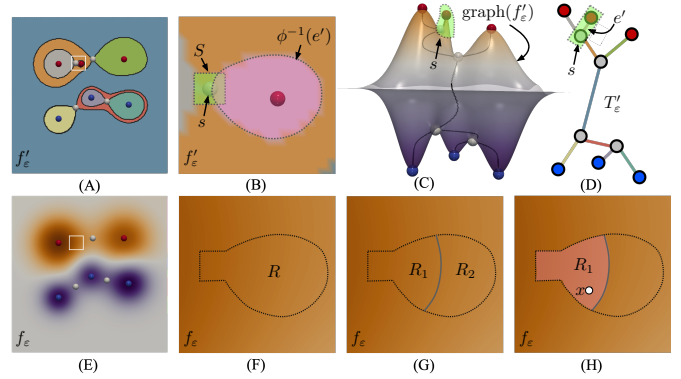 f′ε
(A)
S
ϕ⁻¹(e′)
s
f′ε
(B)
graph(f′ε)
s
(C)
e′
s
T′ε
(D)
fε
(E)
R
fε
(F)
R₁ R₂
fε
(G)
R₁
x
fε
(H)